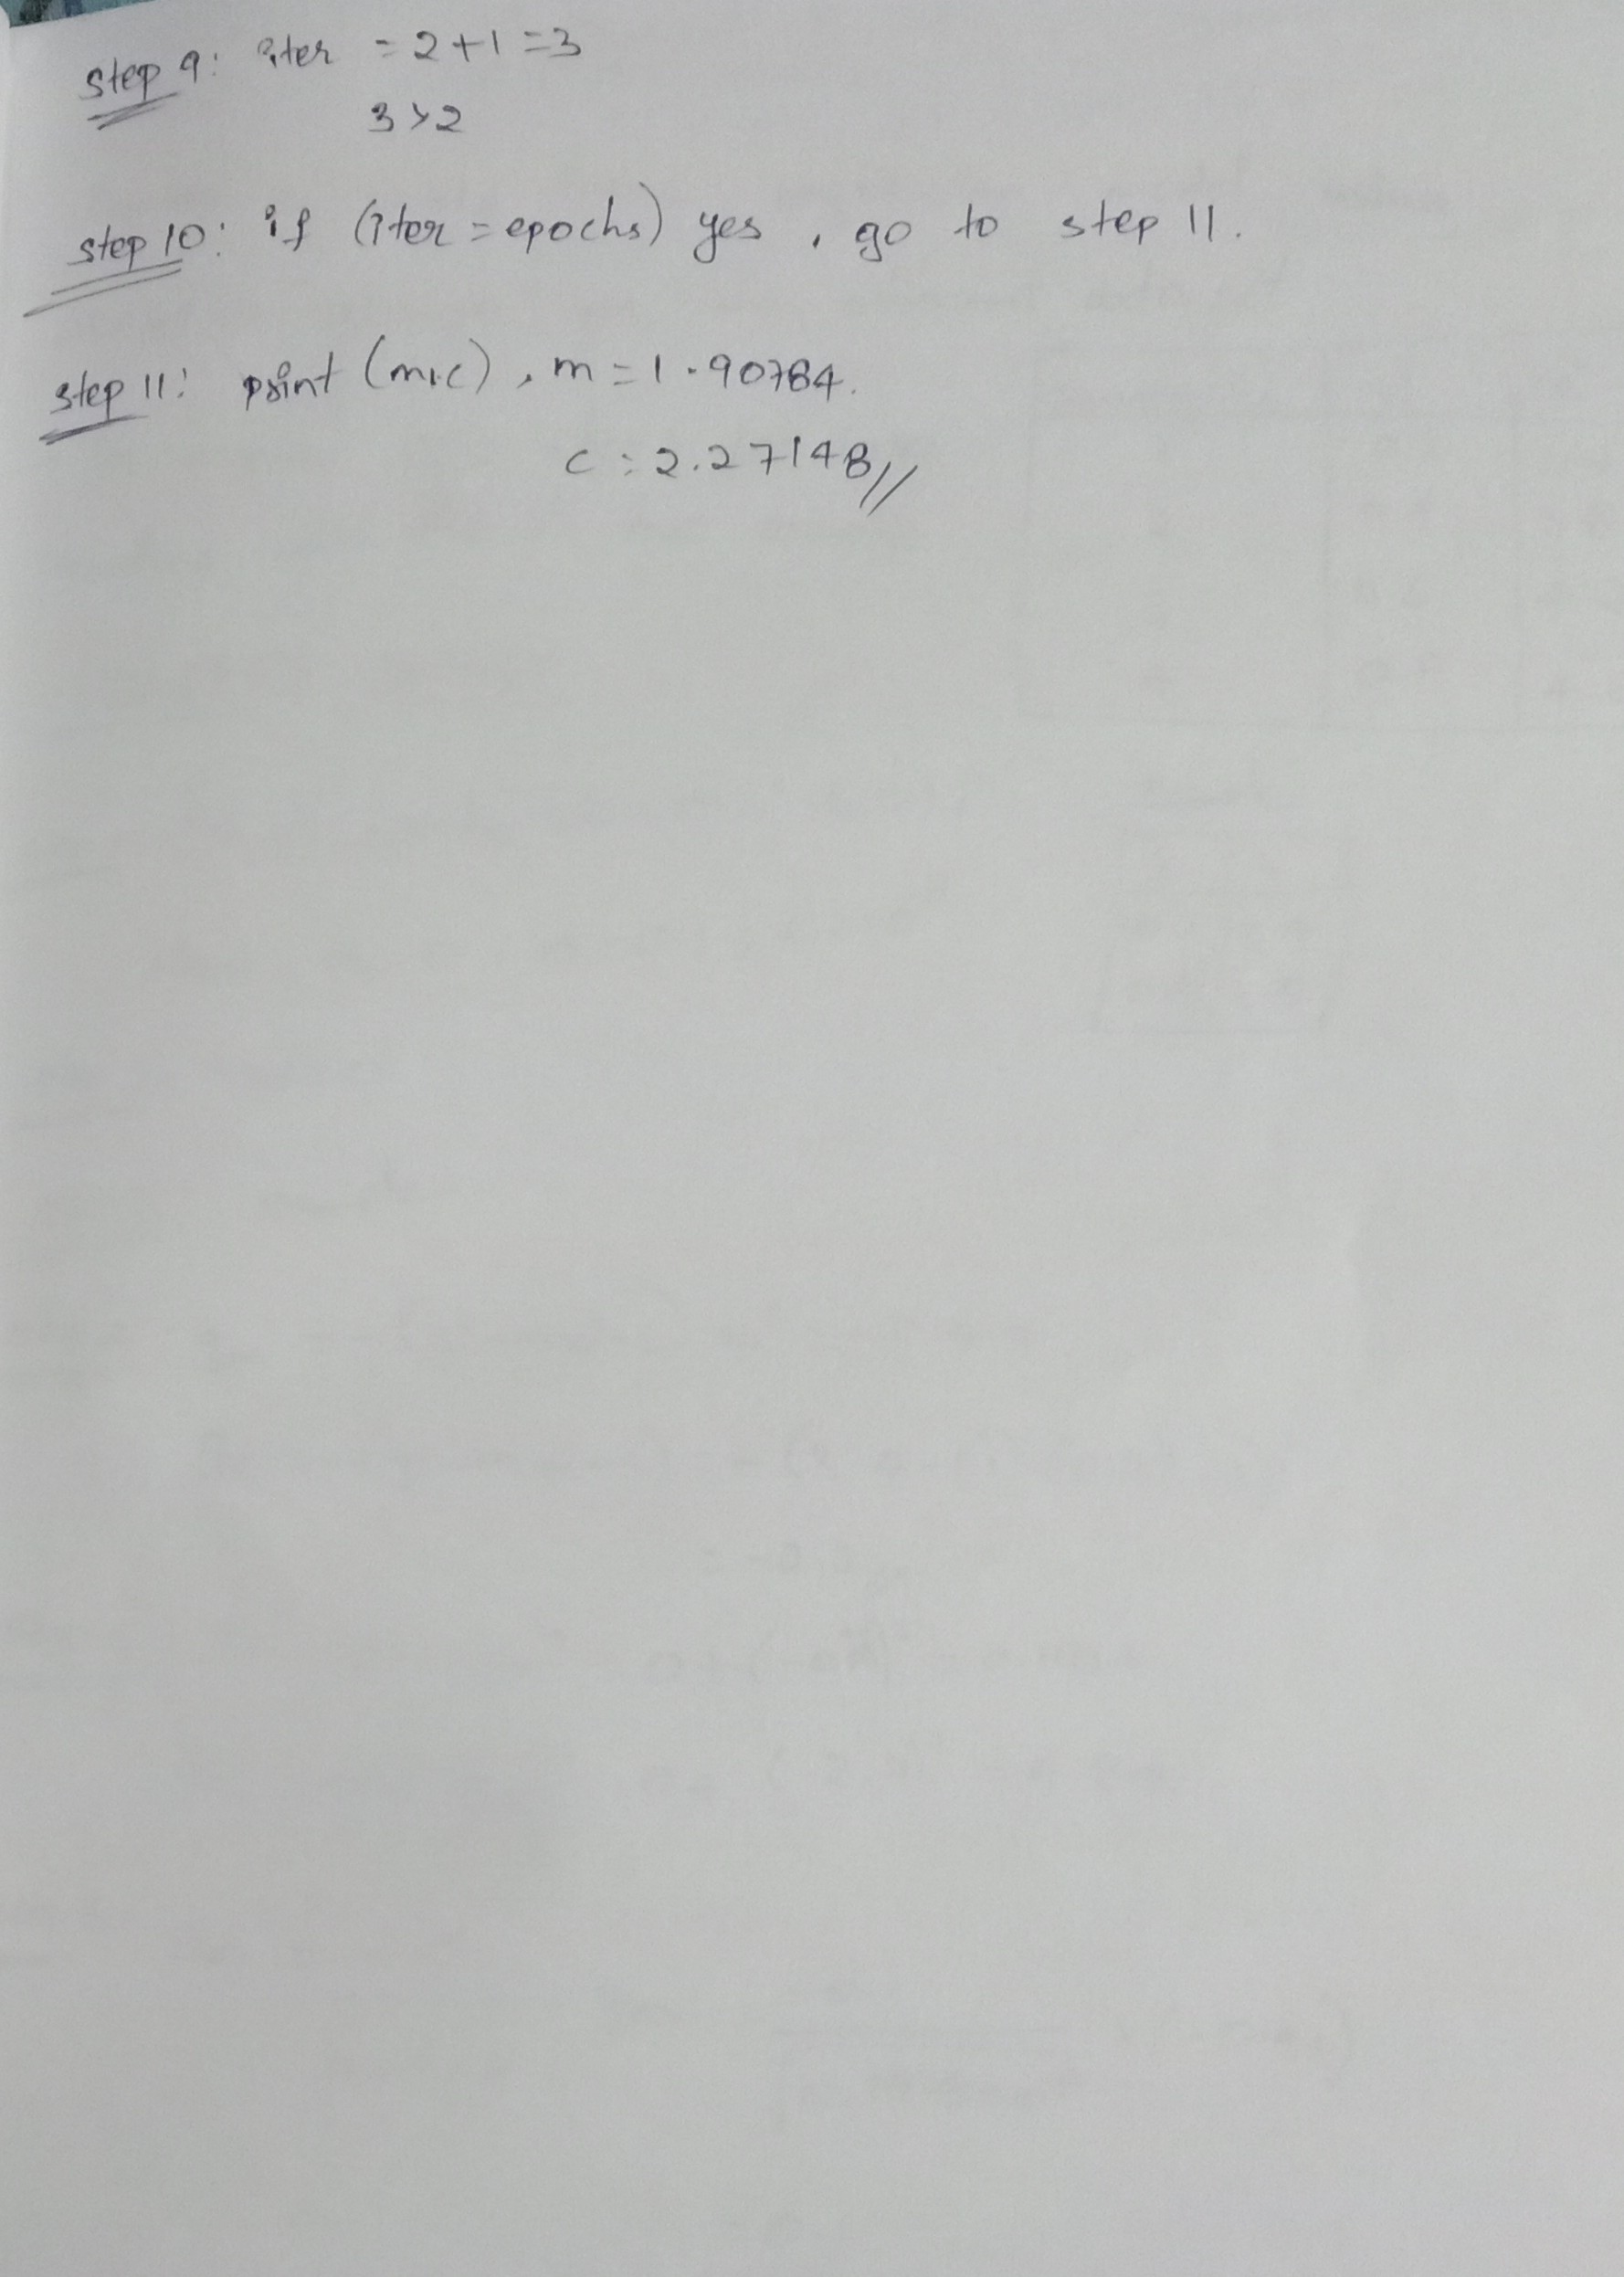 step 9: iter = 2+1=3
3>2
step 10: if (iter = epochs) yes, go to step 11.
step 11: print (m,c), m=1.90784.
c = 2.27148//